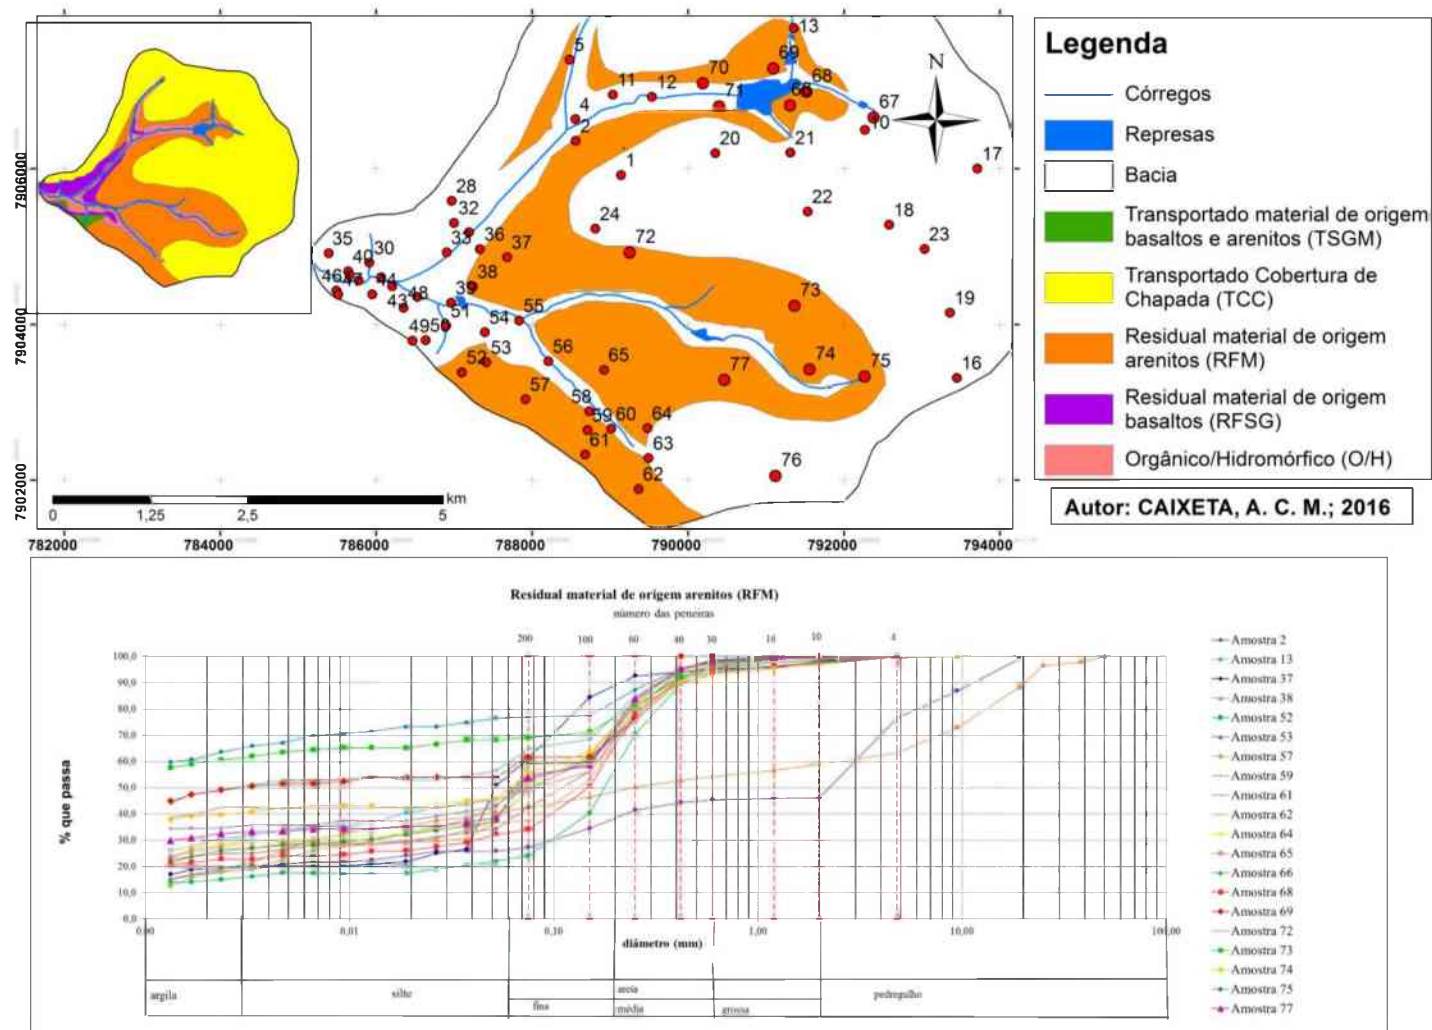 13
5
69
70
68
11
12
71
66
67
4
10
2
20
21
1
17
28
22
32
24
18
36
72
23
35
33
37
30
40
38
46
47
44
39
73
19
48
43
51
55
54
49
50
56
65
74
75
52
53
77
16
57
58
59
60
64
61
63
62
76
7906000
7904000
7902000
0
1,25
2,5
5
km
782000
784000
786000
788000
790000
792000
794000
N
Legenda
Córregos
Represas
Bacia
Transportado material de origem
basaltos e arenitos (TSGM)
Transportado Cobertura de
Chapada (TCC)
Residual material de origem
arenitos (RFM)
Residual material de origem
basaltos (RFSG)
Orgânico/Hidromórfico (O/H)
Autor: CAIXETA, A. C. M.; 2016
Residual material de origem arenitos (RFM)
número das peneiras
200 100 60 40 30 16 10 4
% que passa
100,0
90,0
80,0
70,0
60,0
50,0
40,0
30,0
20,0
10,0
0,0
0,00 0,01 0,10 1,00 10,00 100,00
diâmetro (mm)
argila silte areia pedregulho
fina média grossa
Amostra 2
Amostra 13
Amostra 37
Amostra 38
Amostra 52
Amostra 53
Amostra 57
Amostra 59
Amostra 61
Amostra 62
Amostra 64
Amostra 65
Amostra 66
Amostra 68
Amostra 69
Amostra 72
Amostra 73
Amostra 74
Amostra 75
Amostra 77